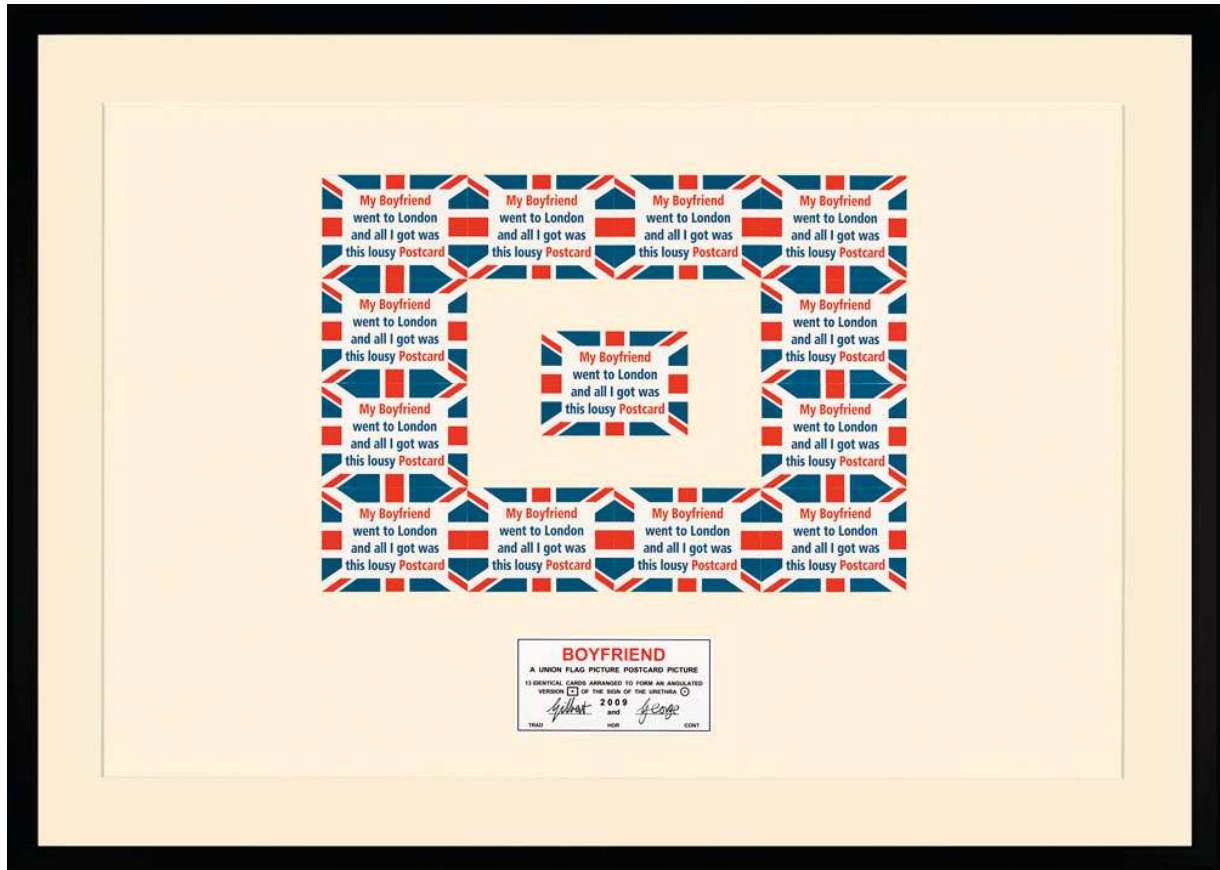 My Boyfriend
went to London
and all I got was
this lousy Postcard
My Boyfriend
went to London
and all I got was
this lousy Postcard
My Boyfriend
went to London
and all I got was
this lousy Postcard
My Boyfriend
went to London
and all I got was
this lousy Postcard
My Boyfriend
went to London
and all I got was
this lousy Postcard
My Boyfriend
went to London
and all I got was
this lousy Postcard
My Boyfriend
went to London
and all I got was
this lousy Postcard
My Boyfriend
went to London
and all I got was
this lousy Postcard
My Boyfriend
went to London
and all I got was
this lousy Postcard
My Boyfriend
went to London
and all I got was
this lousy Postcard
My Boyfriend
went to London
and all I got was
this lousy Postcard
My Boyfriend
went to London
and all I got was
this lousy Postcard
My Boyfriend
went to London
and all I got was
this lousy Postcard
BOYFRIEND
A UNION FLAG PICTURE POSTCARD PICTURE
13 IDENTICAL CARDS ARRANGED TO FORM AN ANGULATED
VERSION ⊡ OF THE SIGN OF THE URETHRA ⊙
2009
Gilbert and George
TRAD HOR CONT